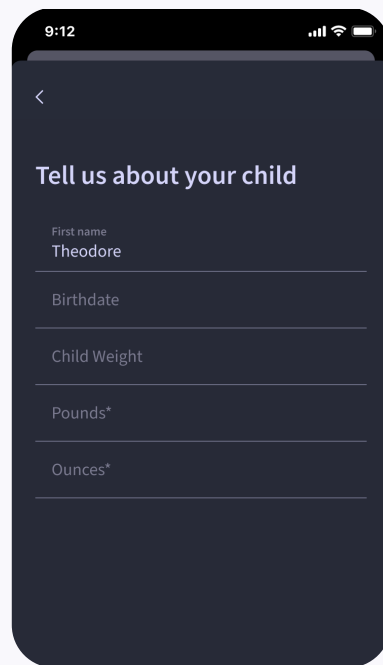 9:12
Tell us about your child
First name
Theodore
Birthdate
Child Weight
Pounds*
Ounces*